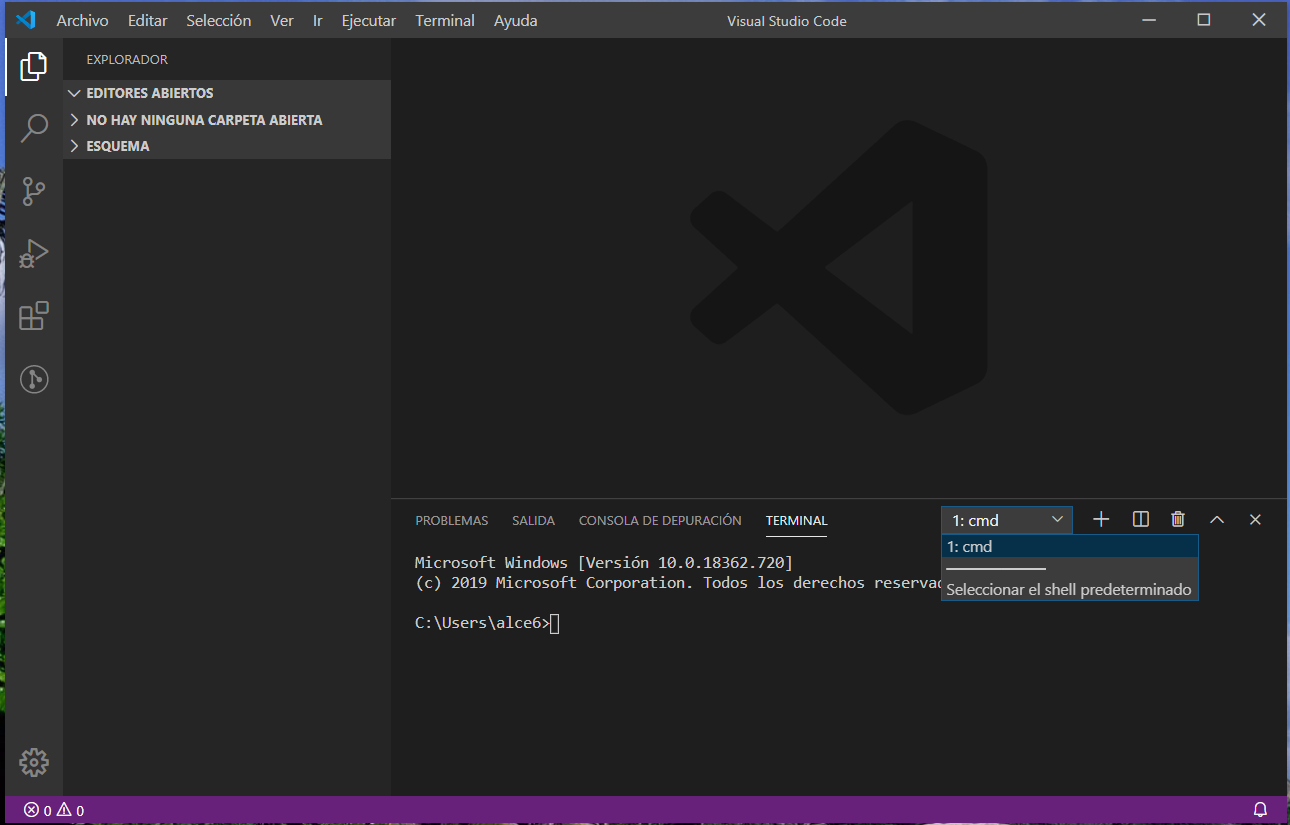 Archivo Editar Selección Ver Ir Ejecutar Terminal Ayuda Visual Studio Code
EXPLORADOR
EDITORES ABIERTOS
NO HAY NINGUNA CARPETA ABIERTA
ESQUEMA
PROBLEMAS SALIDA CONSOLA DE DEPURACIÓN TERMINAL 1: cmd
1: cmd
Seleccionar el shell predeterminado
Microsoft Windows [Versión 10.0.18362.720]
(c) 2019 Microsoft Corporation. Todos los derechos
C:\Users\alce6>
0 0